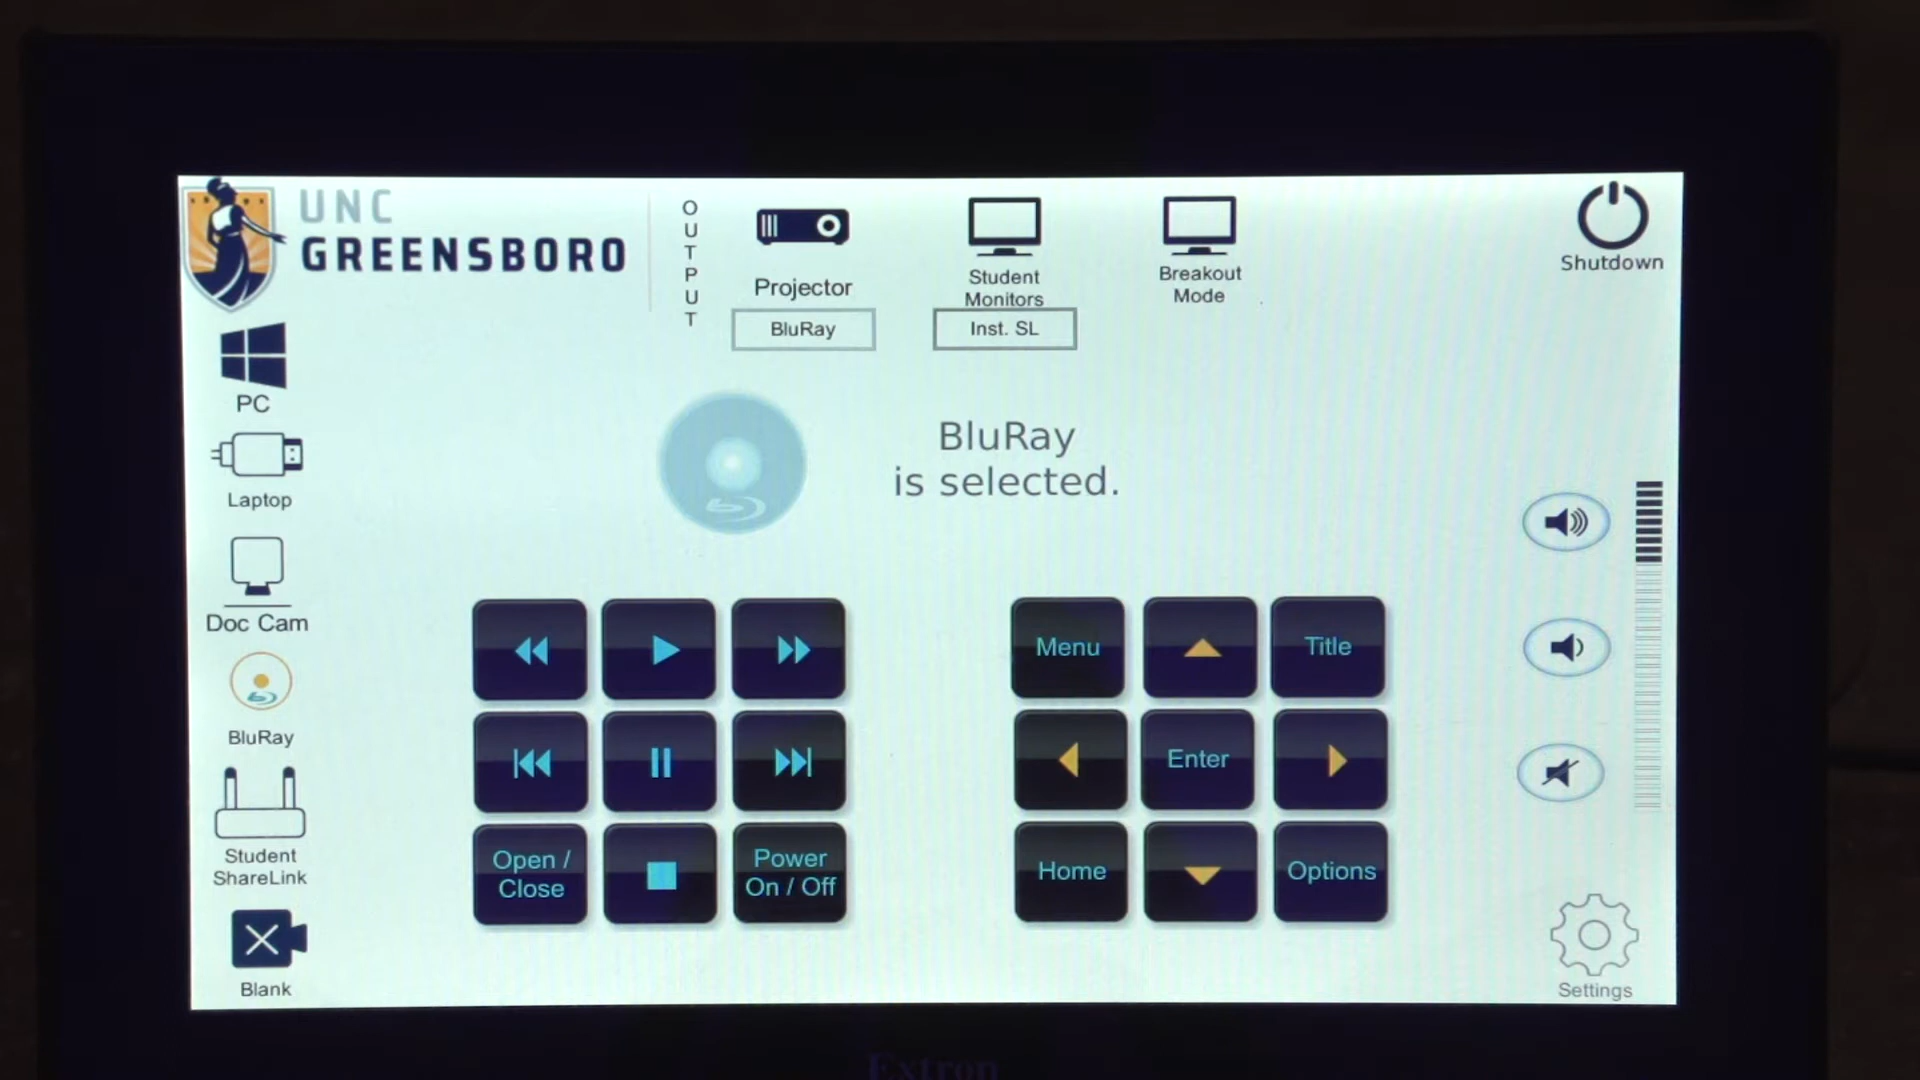 UNC
GREENSBORO
OUTPUT
Projector
BluRay
Student
Monitors
Inst. SL
Breakout
Mode
Shutdown
PC
Laptop
Doc Cam
BluRay
Student
ShareLink
Blank
BluRay
is selected.
Open /
Close
Power
On / Off
Menu
Title
Enter
Home
Options
Settings
Extron